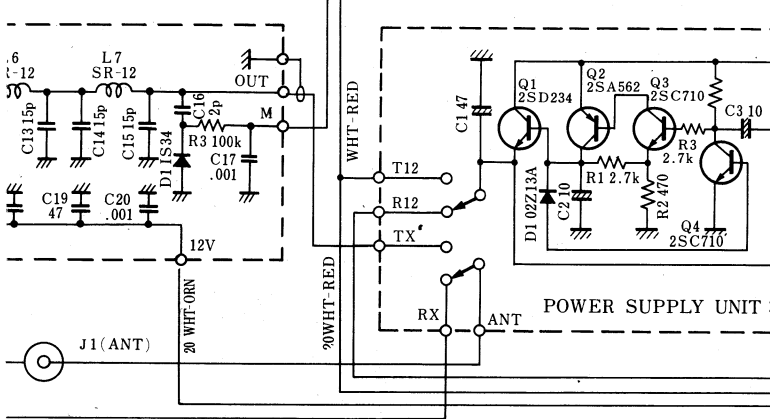 L7
-12 SR-12
OUT
M
C13 15p
C14 15p
C15 15p
C16
2p
R3 100k
D1 1S34
C17
.001
C19
47
C20
.001
12V
20 WHT-ORN
J1(ANT)
WHT-RED
20WHT-RED
T12
R12
TX
RX
ANT
C1 47
Q1
2SD234
Q2
2SA562
Q3
2SC710
C3 10
R3
2.7k
R1 2.7k
R2 470
C2 10
D1 02Z13A
Q4
2SC710
POWER SUPPLY UNIT